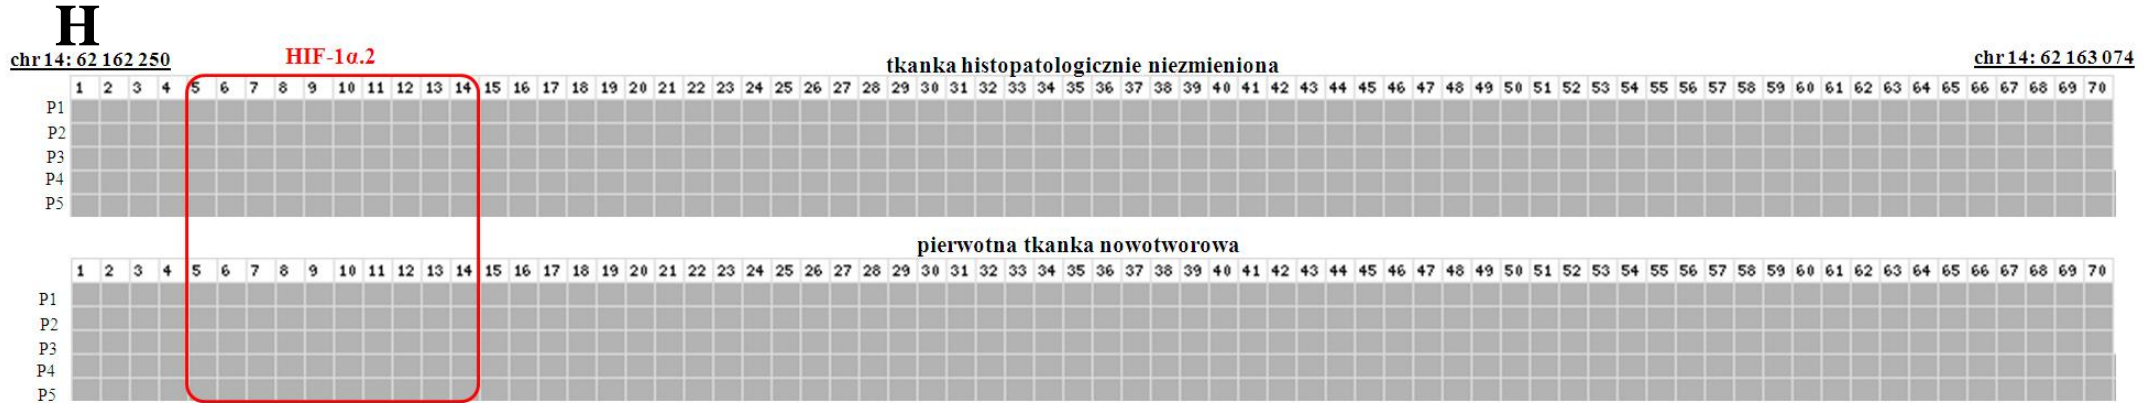 H
chr 14: 62 162 250 HIF-1α.2 tkanka histopatologicznie niezmieniona chr 14: 62 163 074
1 2 3 4 5 6 7 8 9 10 11 12 13 14 15 16 17 18 19 20 21 22 23 24 25 26 27 28 29 30 31 32 33 34 35 36 37 38 39 40 41 42 43 44 45 46 47 48 49 50 51 52 53 54 55 56 57 58 59 60 61 62 63 64 65 66 67 68 69 70
P1
P2
P3
P4
P5
pierwotna tkanka nowotworowa
1 2 3 4 5 6 7 8 9 10 11 12 13 14 15 16 17 18 19 20 21 22 23 24 25 26 27 28 29 30 31 32 33 34 35 36 37 38 39 40 41 42 43 44 45 46 47 48 49 50 51 52 53 54 55 56 57 58 59 60 61 62 63 64 65 66 67 68 69 70
P1
P2
P3
P4
P5